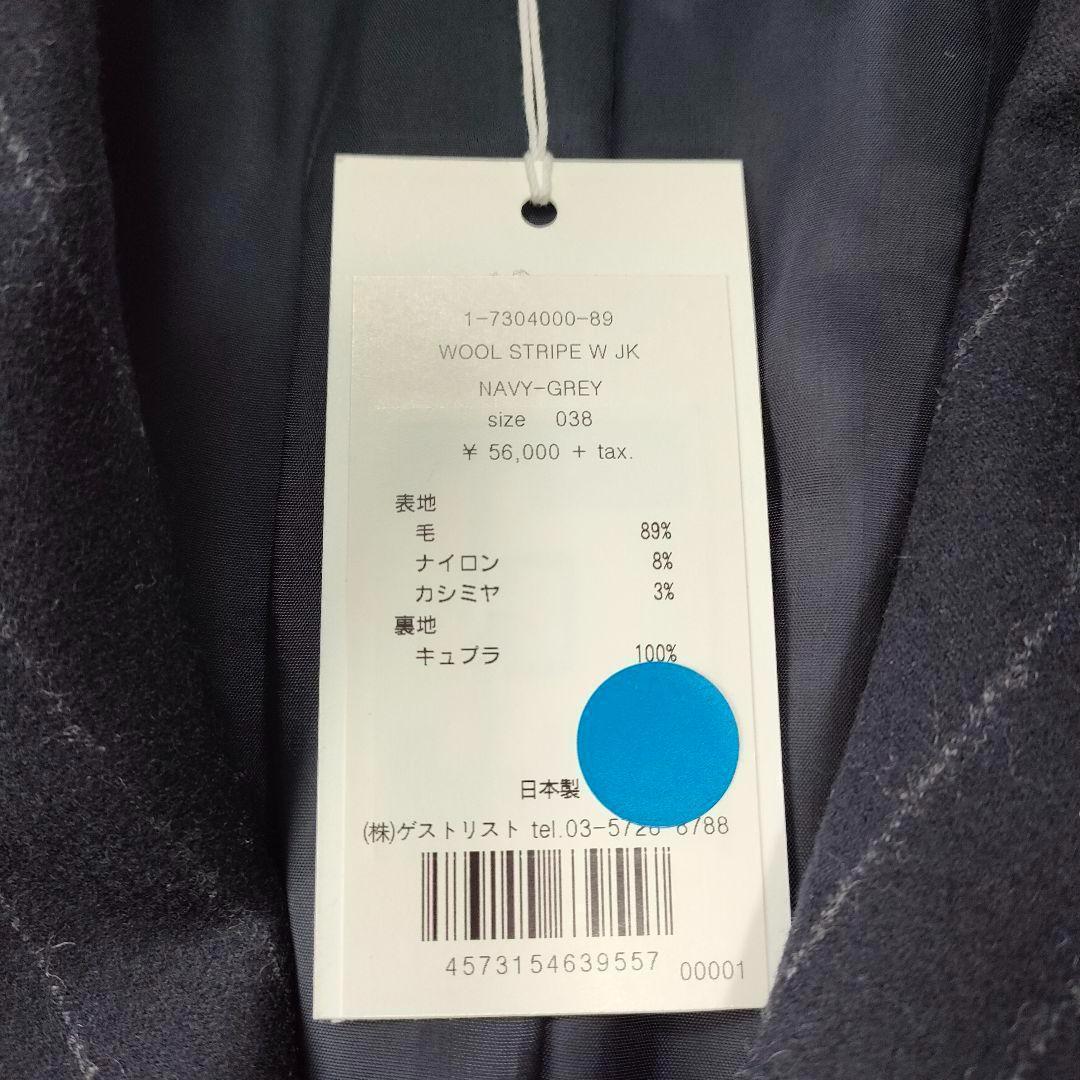 1-7304000-89
WOOL STRIPE W JK
NAVY-GREY
size 038
¥ 56,000 + tax.
表地
毛 89%
ナイロン 8%
カシミヤ 3%
裏地
キュプラ 100%
日本製
(株)ゲストリスト tel.03-5728-8788
4573154639557 00001